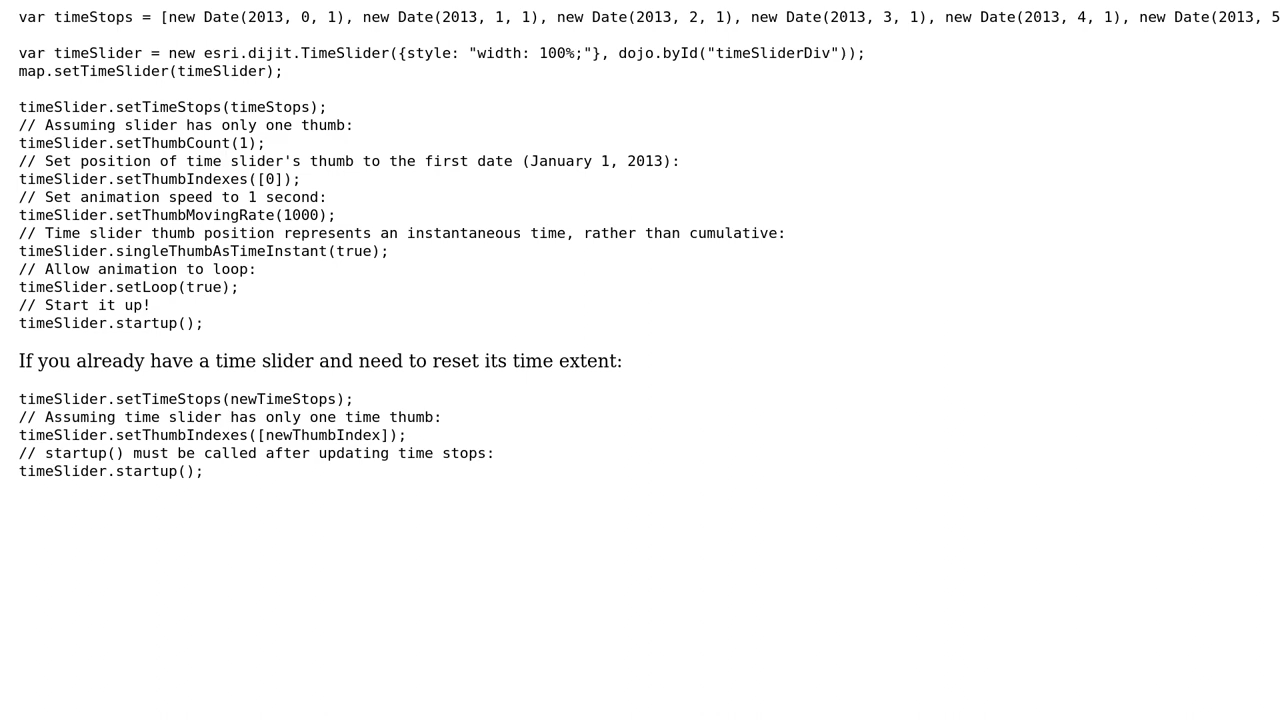 var timeStops = [new Date(2013, 0, 1), new Date(2013, 1, 1), new Date(2013, 2, 1), new Date(2013, 3, 1), new Date(2013, 4, 1), new Date(2013, 5
var timeSlider = new esri.dijit.TimeSlider({style: "width: 100%;"}, dojo.byId("timeSliderDiv"));
map.setTimeSlider(timeSlider);
timeSlider.setTimeStops(timeStops);
// Assuming slider has only one thumb:
timeSlider.setThumbCount(1);
// Set position of time slider's thumb to the first date (January 1, 2013):
timeSlider.setThumbIndexes([0]);
// Set animation speed to 1 second:
timeSlider.setThumbMovingRate(1000);
// Time slider thumb position represents an instantaneous time, rather than cumulative:
timeSlider.singleThumbAsTimeInstant(true);
// Allow animation to loop:
timeSlider.setLoop(true);
// Start it up!
timeSlider.startup();
If you already have a time slider and need to reset its time extent:
timeSlider.setTimeStops(newTimeStops);
// Assuming time slider has only one time thumb:
timeSlider.setThumbIndexes([newThumbIndex]);
// startup() must be called after updating time stops:
timeSlider.startup();